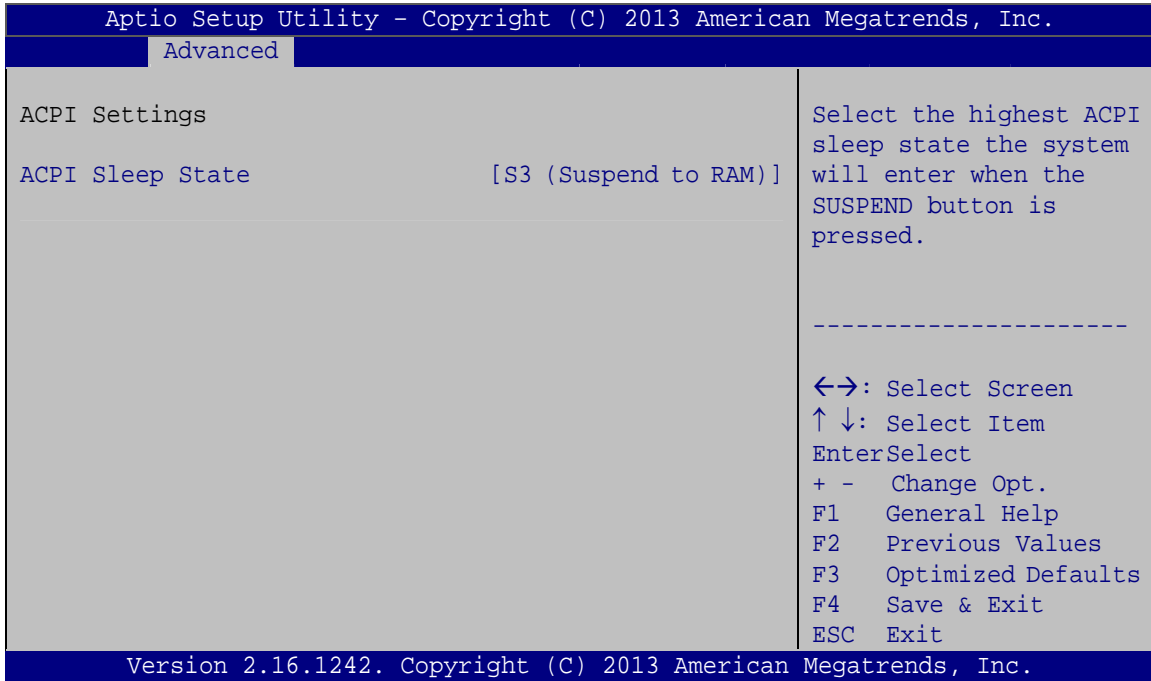 Aptio Setup Utility – Copyright (C) 2013 American Megatrends, Inc.
Advanced
ACPI Settings
ACPI Sleep State [S3 (Suspend to RAM)]
Select the highest ACPI
sleep state the system
will enter when the
SUSPEND button is
pressed.
----------------------
←→: Select Screen
↑ ↓: Select Item
EnterSelect
+ - Change Opt.
F1 General Help
F2 Previous Values
F3 Optimized Defaults
F4 Save & Exit
ESC Exit
Version 2.16.1242. Copyright (C) 2013 American Megatrends, Inc.